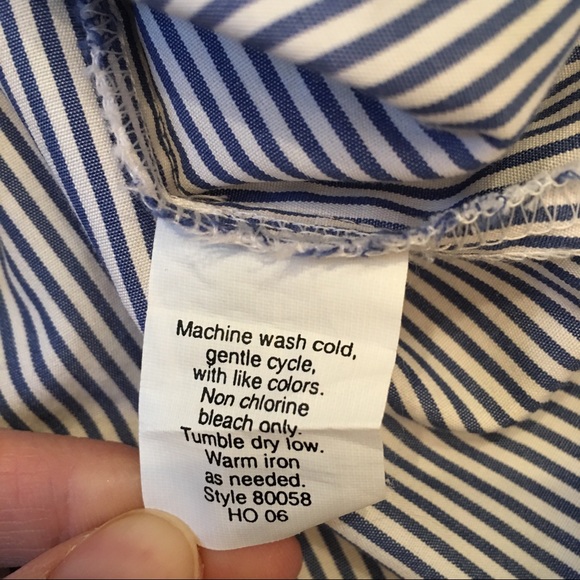 Machine wash cold,
gentle cycle,
with like colors.
Non chlorine
bleach only.
Tumble dry low.
Warm iron
as needed.
Style 80058
HO 06